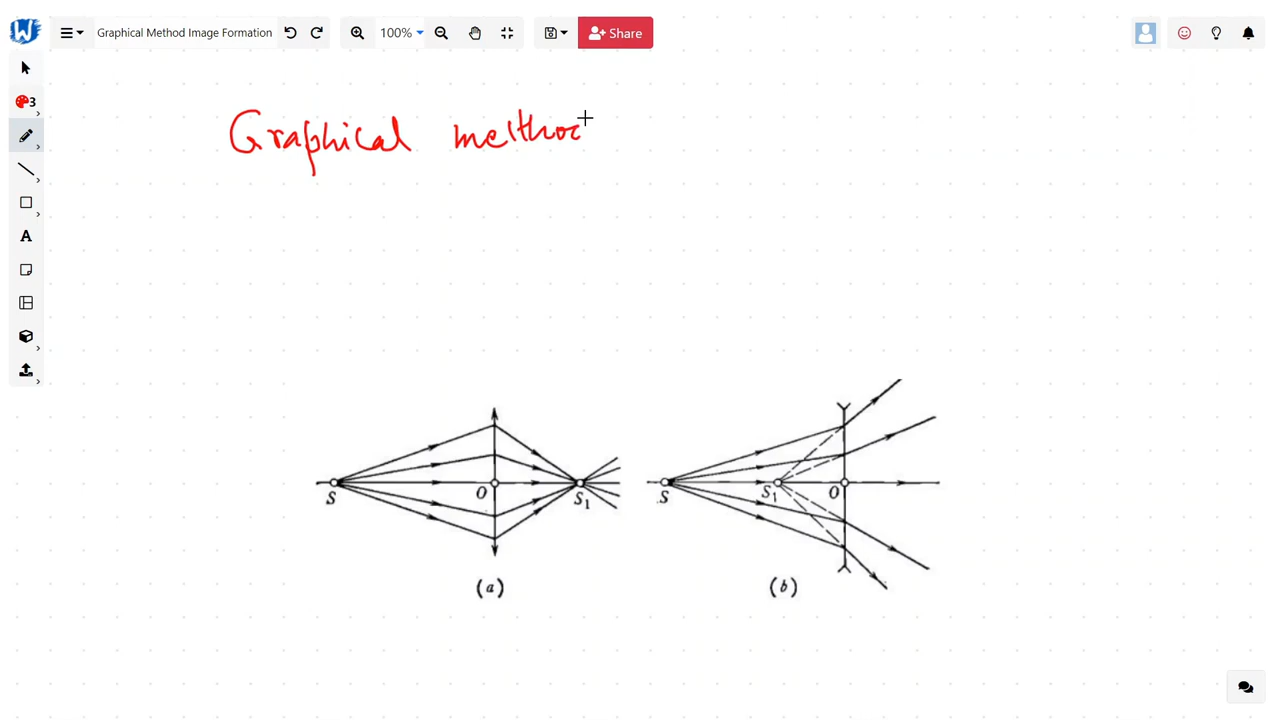 Graphical Method Image Formation
100%
Share
3
A
Graphical method
S O S1
S S1 O
(a) (b)